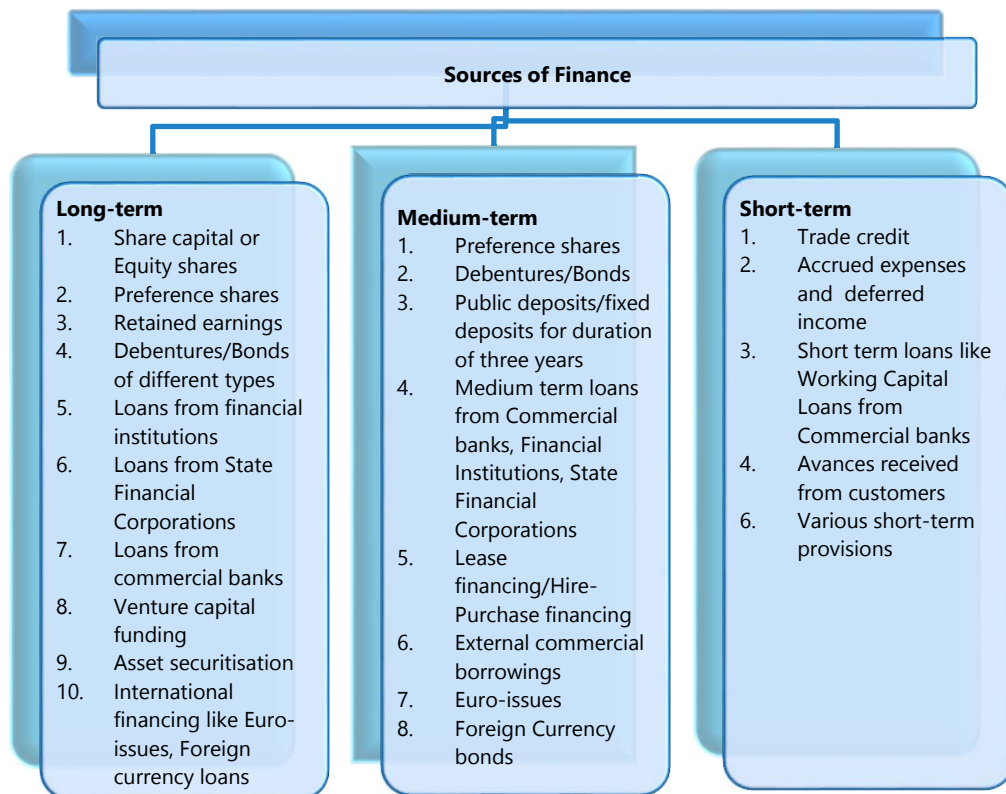 Sources of Finance
Long-term
1. Share capital or
Equity shares
2. Preference shares
3. Retained earnings
4. Debentures/Bonds
of different types
5. Loans from financial
institutions
6. Loans from State
Financial
Corporations
7. Loans from
commercial banks
8. Venture capital
funding
9. Asset securitisation
10. International
financing like Euro-
issues, Foreign
currency loans
Medium-term
1. Preference shares
2. Debentures/Bonds
3. Public deposits/fixed
deposits for duration
of three years
4. Medium term loans
from Commercial
banks, Financial
Institutions, State
Financial
Corporations
5. Lease
financing/Hire-
Purchase financing
6. External commercial
borrowings
7. Euro-issues
8. Foreign Currency
bonds
Short-term
1. Trade credit
2. Accrued expenses
and deferred
income
3. Short term loans like
Working Capital
Loans from
Commercial banks
4. Avances received
from customers
6. Various short-term
provisions